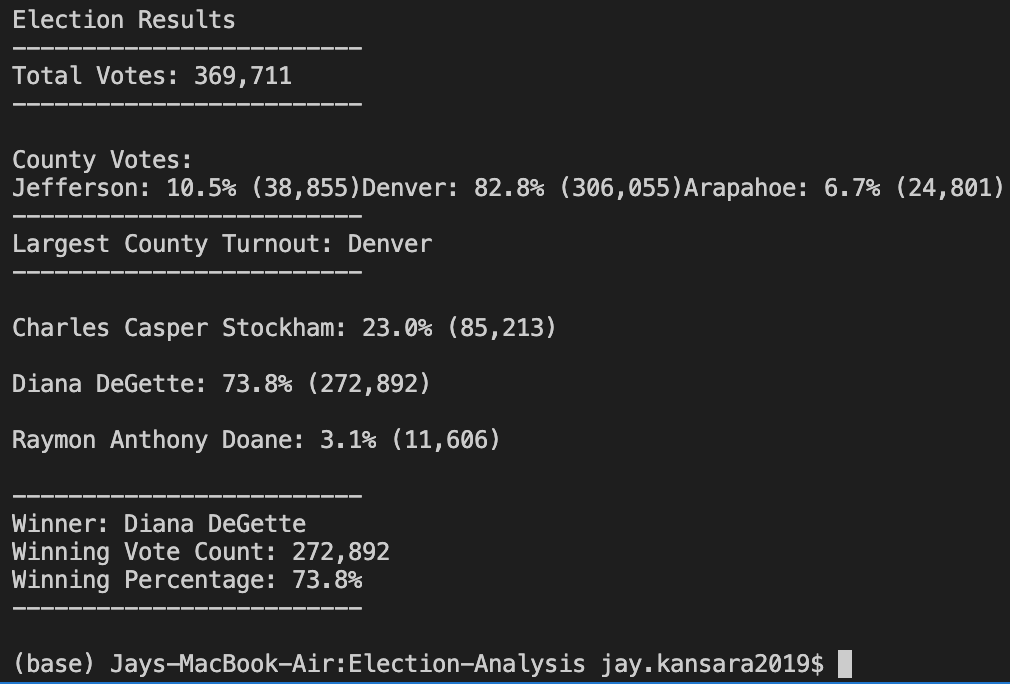 Election Results
-------------------------
Total Votes: 369,711
-------------------------
County Votes:
Jefferson: 10.5% (38,855)Denver: 82.8% (306,055)Arapahoe: 6.7% (24,801)
-------------------------
Largest County Turnout: Denver
-------------------------
Charles Casper Stockham: 23.0% (85,213)
Diana DeGette: 73.8% (272,892)
Raymon Anthony Doane: 3.1% (11,606)
-------------------------
Winner: Diana DeGette
Winning Vote Count: 272,892
Winning Percentage: 73.8%
-------------------------
(base) Jays-MacBook-Air:Election-Analysis jay.kansara2019$